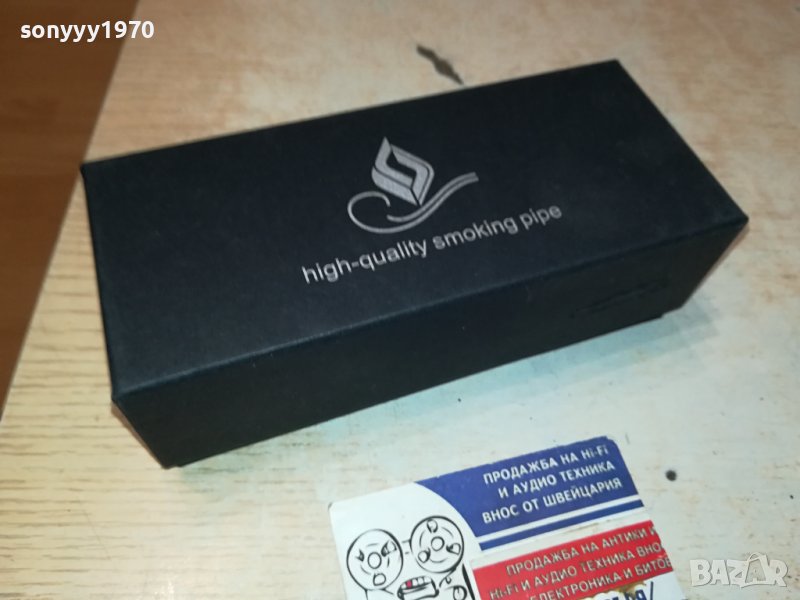 sonyyy1970
high-quality smoking pipe
ПРОДАЖБА НА Hi-Fi
И АУДИО ТЕХНИКА
ВНОС ОТ ШВЕЙЦАРИЯ
ПРОДАЖБА НА АНТИКИ И
Hi-Fi И АУДИО ТЕХНИКА ВНО
ЕЛЕКТРОНИКА И БИТОВ
BAZAR